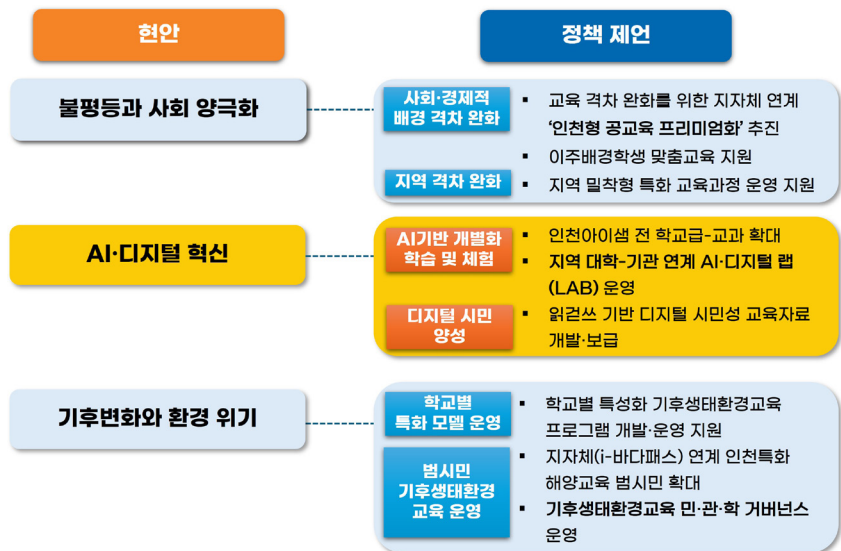 현안
정책 제언
불평등과 사회 양극화
사회·경제적
배경 격차 완화
▪ 교육 격차 완화를 위한 지자체 연계
‘인천형 공교육 프리미엄화’ 추진
▪ 이주배경학생 맞춤교육 지원
지역 격차 완화
▪ 지역 밀착형 특화 교육과정 운영 지원
AI·디지털 혁신
AI기반 개별화
학습 및 체험
▪ 인천아이샘 전 학교급-교과 확대
▪ 지역 대학-기관 연계 AI·디지털 랩
(LAB) 운영
디지털 시민
양성
▪ 읽걷쓰 기반 디지털 시민성 교육자료
개발·보급
기후변화와 환경 위기
학교별
특화 모델 운영
▪ 학교별 특성화 기후생태환경교육
프로그램 개발·운영 지원
범시민
기후생태환경
교육 운영
▪ 지자체(i-바다패스) 연계 인천특화
해양교육 범시민 확대
▪ 기후생태환경교육 민·관·학 거버넌스
운영